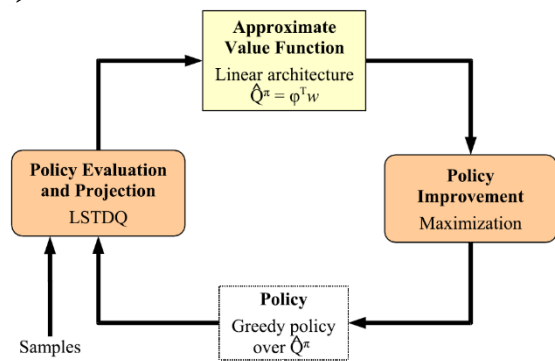 Approximate
Value Function
Linear architecture
Q̂^π = φ^T w
Policy Evaluation
and Projection
LSTDQ
Policy
Improvement
Maximization
Policy
Greedy policy
over Q̂^π
Samples